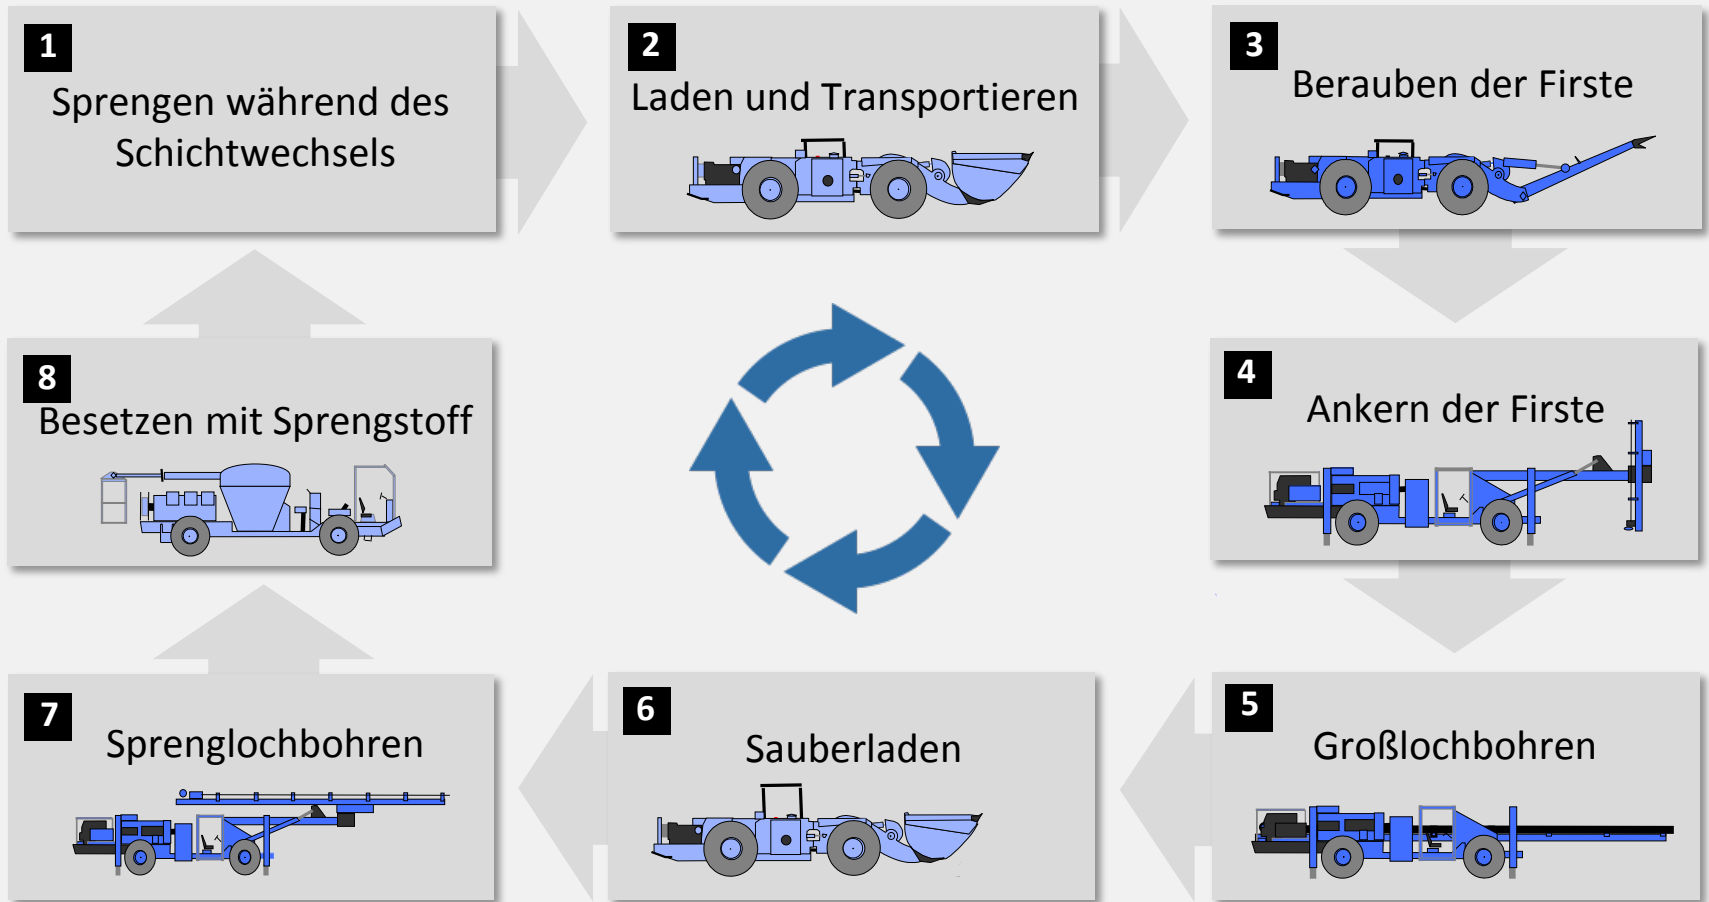 1
Sprengen während des
Schichtwechsels
2
Laden und Transportieren
3
Berauben der Firste
4
Ankern der Firste
5
Großlochbohren
6
Sauberladen
7
Sprenglochbohren
8
Besetzen mit Sprengstoff